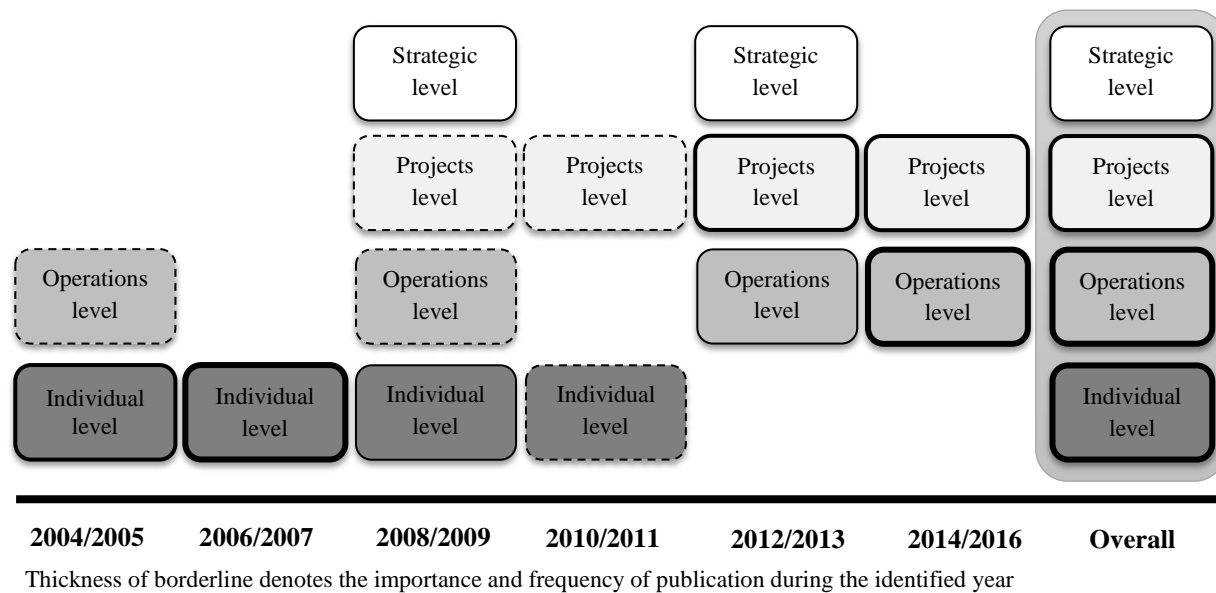 Strategic
level
Strategic
level
Strategic
level
Projects
level
Projects
level
Projects
level
Projects
level
Projects
level
Operations
level
Operations
level
Operations
level
Operations
level
Operations
level
Individual
level
Individual
level
Individual
level
Individual
level
Individual
level
2004/2005 2006/2007 2008/2009 2010/2011 2012/2013 2014/2016 Overall
Thickness of borderline denotes the importance and frequency of publication during the identified year